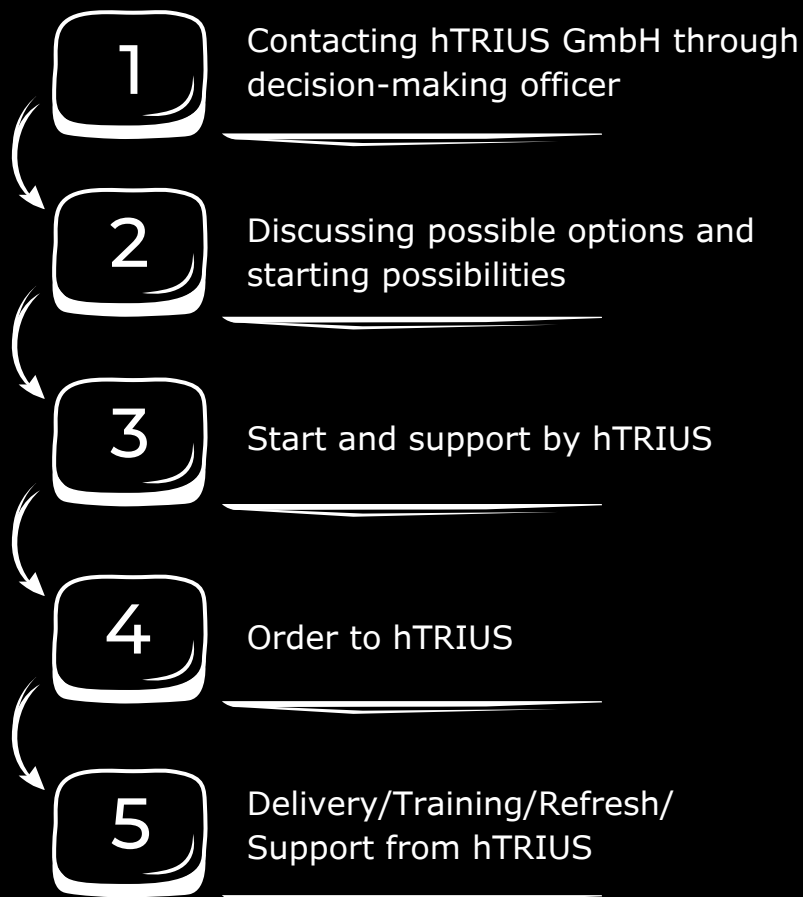 1
Contacting hTRIUS GmbH through
decision-making officer
2
Discussing possible options and
starting possibilities
3
Start and support by hTRIUS
4
Order to hTRIUS
5
Delivery/Training/Refresh/
Support from hTRIUS